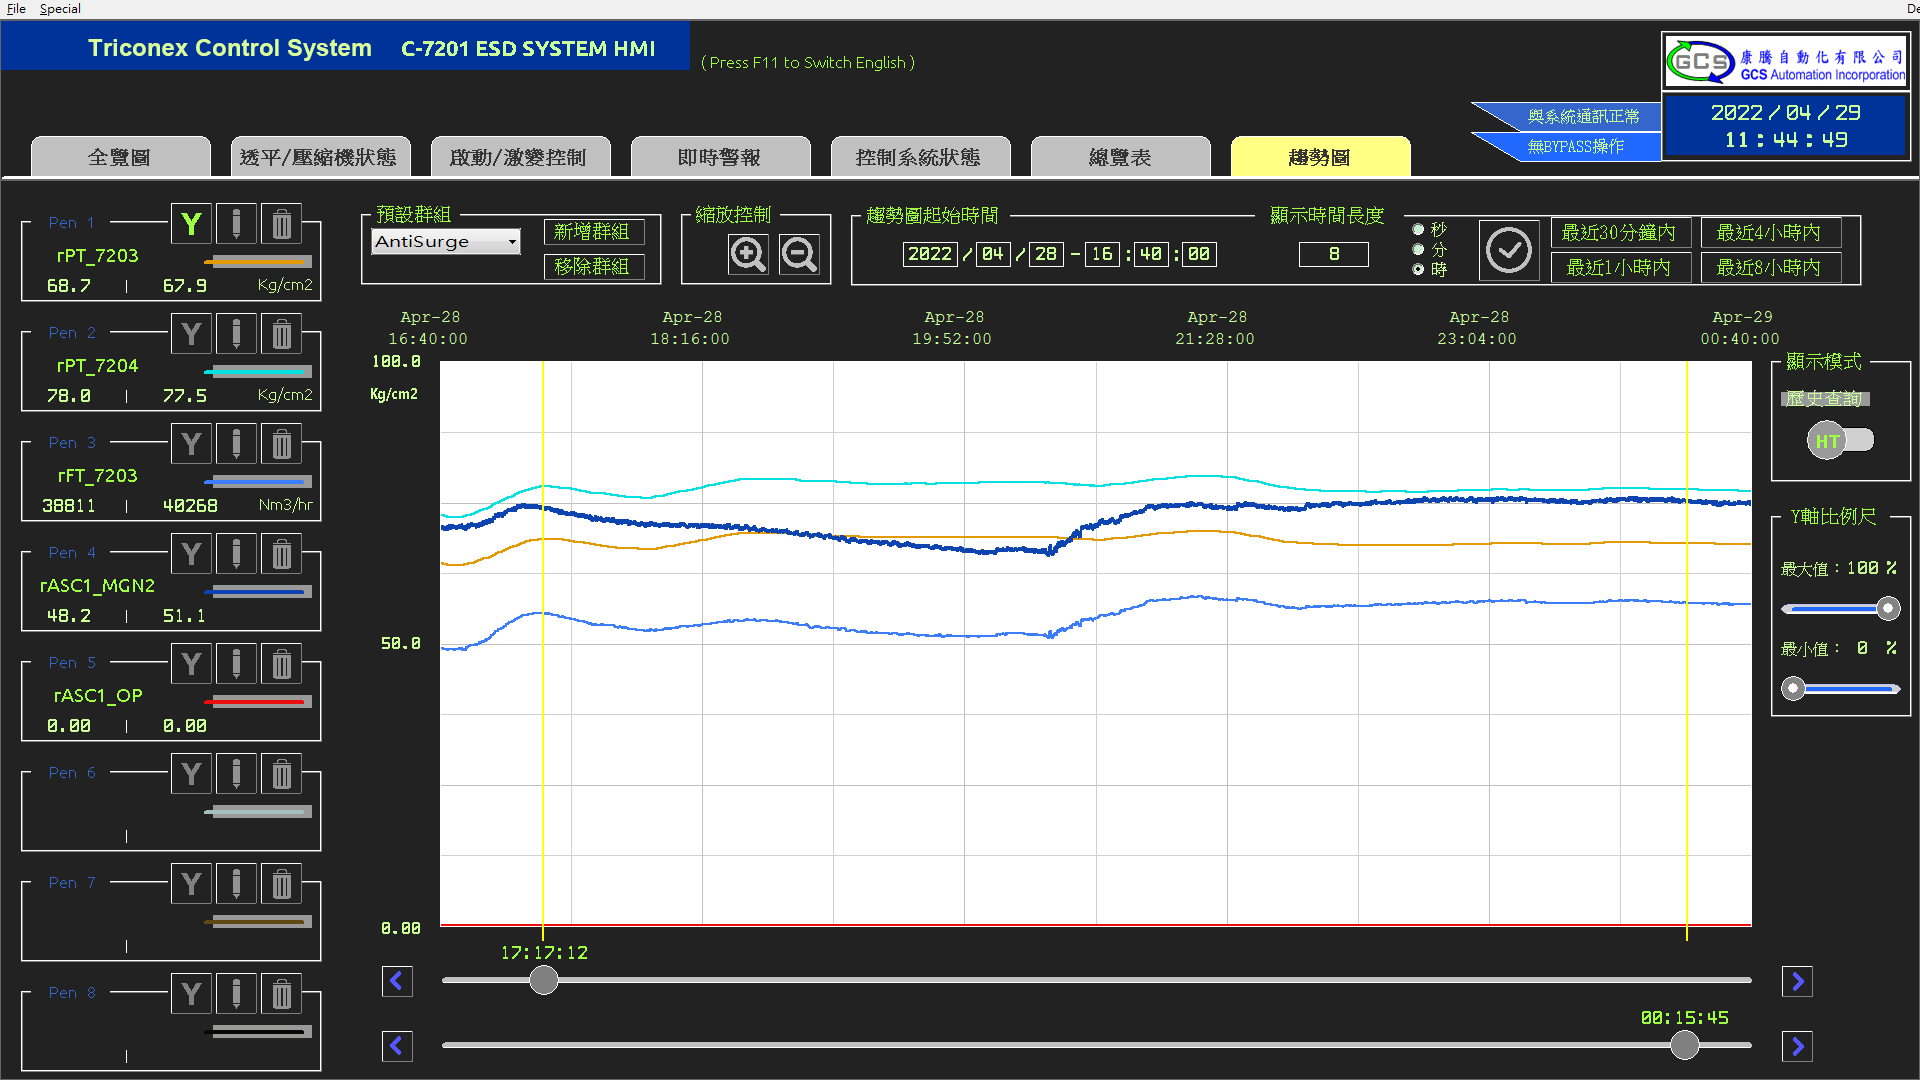 File Special
De
Triconex Control System C-7201 ESD SYSTEM HMI
( Press F11 to Switch English )
GCS 康騰自動化有限公司
GCS Automation Incorporation
與系統通訊正常
無BYPASS操作
2022/04/29
11:44:49
全覽圖 透平/壓縮機狀態 啟動/激變控制 即時警報 控制系統狀態 總覽表 趨勢圖
Pen 1
Y
rPT_7203
68.7 | 67.9 Kg/cm2
Pen 2
Y
rPT_7204
78.0 | 77.5 Kg/cm2
Pen 3
Y
rFT_7203
38811 | 40268 Nm3/hr
Pen 4
Y
rASC1_MGN2
48.2 | 51.1
Pen 5
Y
rASC1_OP
0.00 | 0.00
Pen 6
Y
|
Pen 7
Y
|
Pen 8
Y
|
預設群組
AntiSurge
新增群組
移除群組
縮放控制
趨勢圖起始時間
2022 / 04 / 28 - 16 : 40 : 00
顯示時間長度
8
秒
分
時
最近30分鐘內 最近4小時內
最近1小時內 最近8小時內
Apr-28 Apr-28 Apr-28 Apr-28 Apr-28 Apr-29
16:40:00 18:16:00 19:52:00 21:28:00 23:04:00 00:40:00
100.0
Kg/cm2
50.0
0.00
17:17:12
00:15:45
顯示模式
歷史查詢
HT
Y軸比例尺
最大值：100 %
最小值： 0 %